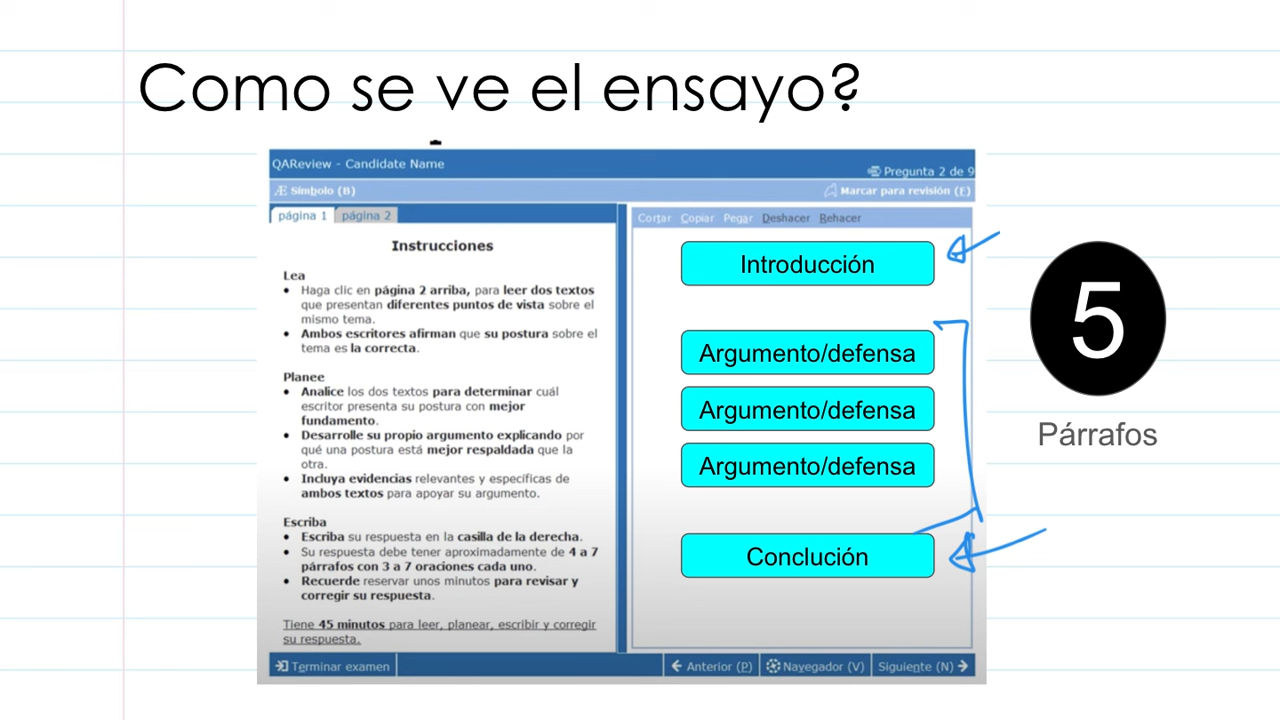 Como se ve el ensayo?
QAReview - Candidate Name
Pregunta 2 de 9
Æ Símbolo (B)
Marcar para revisión (F)
página 1
página 2
Instrucciones
Lea
• Haga clic en página 2 arriba, para leer dos textos
que presentan diferentes puntos de vista sobre el
mismo tema.
• Ambos escritores afirman que su postura sobre el
tema es la correcta.
Planee
• Analice los dos textos para determinar cuál
escritor presenta su postura con mejor
fundamento.
• Desarrolle su propio argumento explicando por
qué una postura está mejor respaldada que la
otra.
• Incluya evidencias relevantes y específicas de
ambos textos para apoyar su argumento.
Escriba
• Escriba su respuesta en la casilla de la derecha.
• Su respuesta debe tener aproximadamente de 4 a 7
párrafos con 3 a 7 oraciones cada uno.
• Recuerde reservar unos minutos para revisar y
corregir su respuesta.
Tiene 45 minutos para leer, planear, escribir y corregir
su respuesta.
Cortar Copiar Pegar Deshacer Rehacer
Introducción
Argumento/defensa
Argumento/defensa
Argumento/defensa
Conclución
5
Párrafos
Terminar examen
Anterior (P)
Navegador (V)
Siguiente (N)